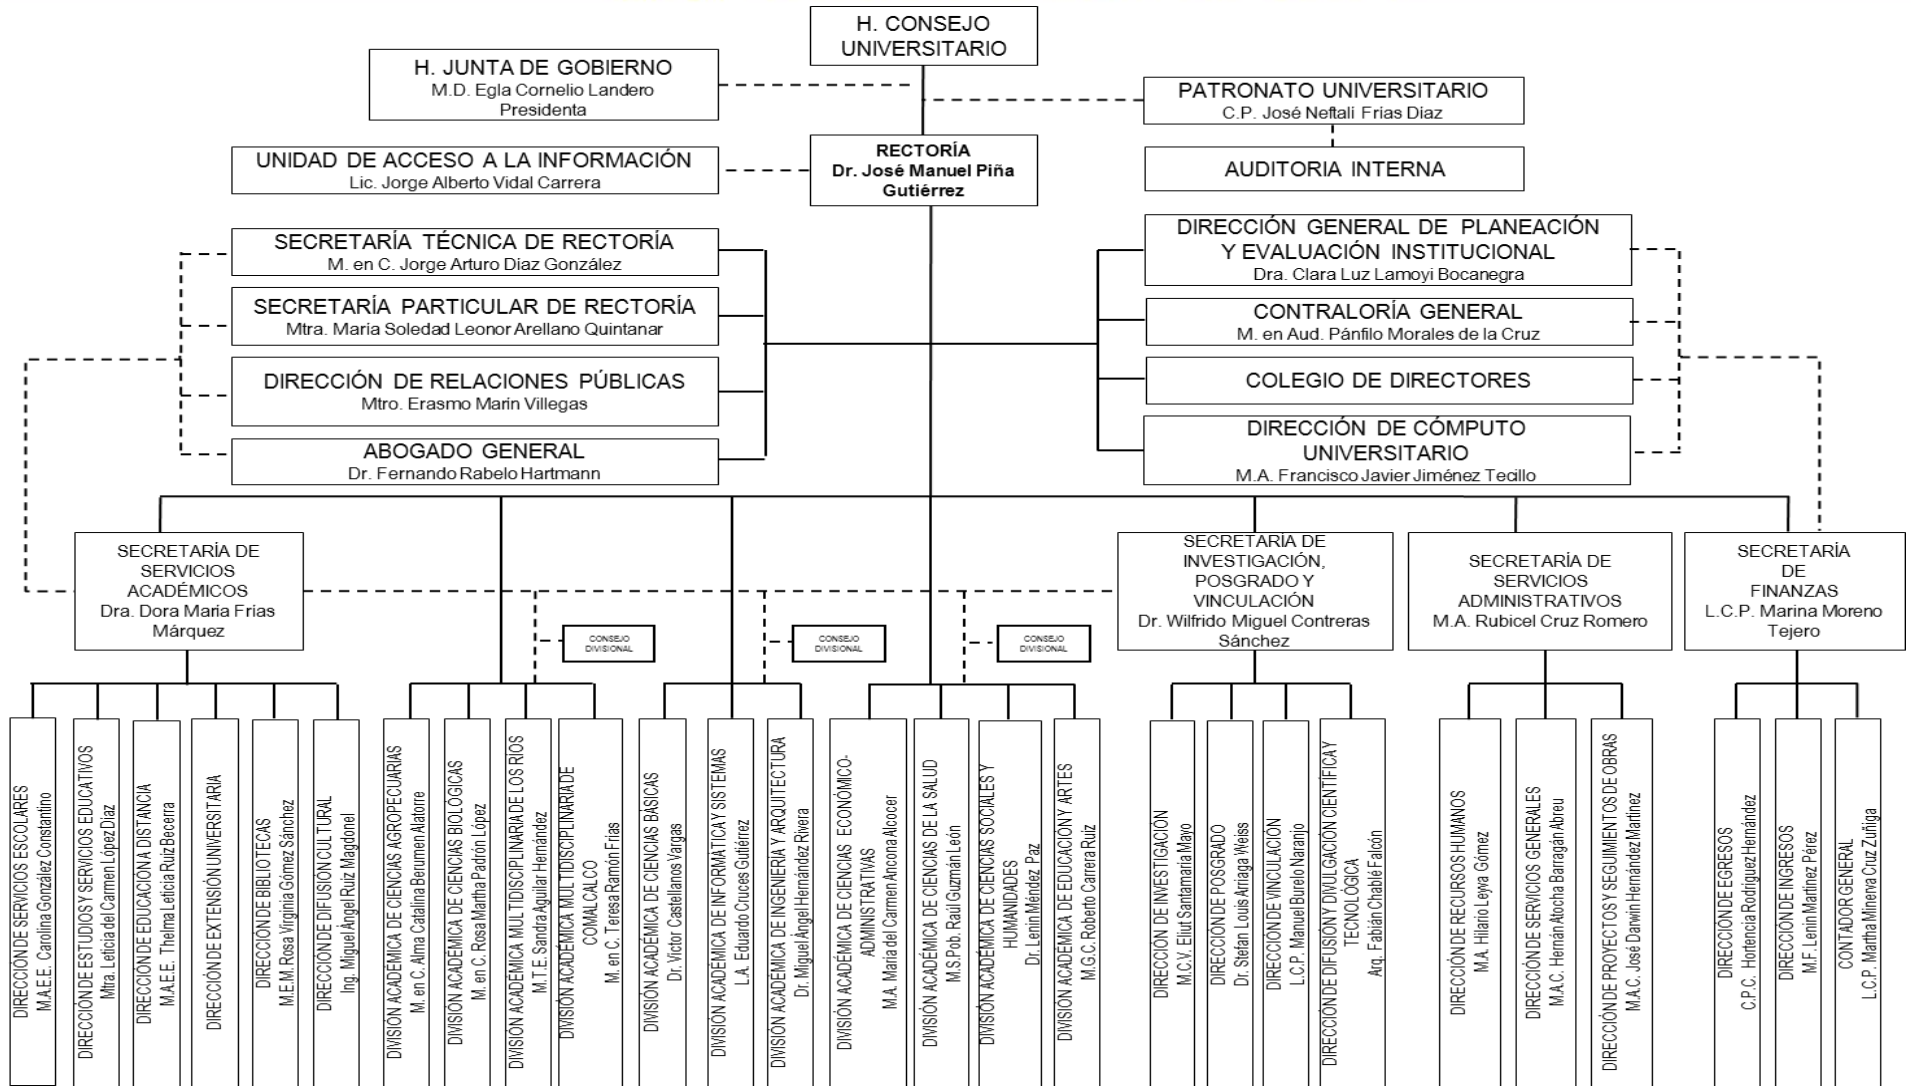 H. CONSEJO
UNIVERSITARIO
H. JUNTA DE GOBIERNO
M.D. Egla Cornelio Landero
Presidenta
PATRONATO UNIVERSITARIO
C.P. José Neftalí Frías Díaz
UNIDAD DE ACCESO A LA INFORMACIÓN
Lic. Jorge Alberto Vidal Carrera
RECTORÍA
Dr. José Manuel Piña
Gutiérrez
AUDITORIA INTERNA
SECRETARÍA TÉCNICA DE RECTORÍA
M. en C. Jorge Arturo Díaz González
SECRETARÍA PARTICULAR DE RECTORÍA
Mtra. María Soledad Leonor Arellano Quintanar
DIRECCIÓN DE RELACIONES PÚBLICAS
Mtro. Erasmo Marín Villegas
ABOGADO GENERAL
Dr. Fernando Rabelo Hartmann
DIRECCIÓN GENERAL DE PLANEACIÓN
Y EVALUACIÓN INSTITUCIONAL
Dra. Clara Luz Lamoyi Bocanegra
CONTRALORÍA GENERAL
M. en Aud. Pánfilo Morales de la Cruz
COLEGIO DE DIRECTORES
DIRECCIÓN DE CÓMPUTO
UNIVERSITARIO
M.A. Francisco Javier Jiménez Tecillo
SECRETARÍA DE
SERVICIOS
ACADÉMICOS
Dra. Dora María Frías
Márquez
CONSEJO
DIVISIONAL
CONSEJO
DIVISIONAL
CONSEJO
DIVISIONAL
SECRETARÍA DE
INVESTIGACIÓN,
POSGRADO Y
VINCULACIÓN
Dr. Wilfrido Miguel Contreras
Sánchez
SECRETARÍA DE
SERVICIOS
ADMINISTRATIVOS
M.A. Rubicel Cruz Romero
SECRETARÍA
DE
FINANZAS
L.C.P. Marina Moreno
Tejero
DIRECCIÓN DE SERVICIOS ESCOLARES
M.A.E.E. Carolina González Constantino
DIRECCIÓN DE ESTUDIOS Y SERVICIOS EDUCATIVOS
Mtra. Leticia del Carmen López Díaz
DIRECCIÓN DE EDUCACIÓN A DISTANCIA
M.A.E.E. Thelma Leticia Ruíz Becerra
DIRECCIÓN DE EXTENSIÓN UNIVERSITARIA
DIRECCIÓN DE BIBLIOTECAS
M.E.M. Rosa Virginia Gómez Sánchez
DIRECCIÓN DE DIFUSIÓN CULTURAL
Ing. Miguel Ángel Ruíz Magdonel
DIVISIÓN ACADÉMICA DE CIENCIAS AGROPECUARIAS
M. en C. Alma Catalina Berumen Alatorre
DIVISIÓN ACADÉMICA DE CIENCIAS BIOLÓGICAS
M. en C. Rosa Martha Padrón López
DIVISIÓN ACADÉMICA MULTIDISCIPLINARIA DE LOS RÍOS
M.T.E. Sandra Aguilar Hernández
DIVISIÓN ACADÉMICA MULTIDISCIPLINARIA DE
COMALCALCO
M. en C. Teresa Ramón Frías
DIVISIÓN ACADÉMICA DE CIENCIAS BÁSICAS
Dr. Víctor Castellanos Vargas
DIVISIÓN ACADÉMICA DE INFORMÁTICA Y SISTEMAS
L.A. Eduardo Cruces Gutiérrez
DIVISIÓN ACADÉMICA DE INGENIERÍA Y ARQUITECTURA
Dr. Miguel Ángel Hernández Rivera
DIVISIÓN ACADÉMICA DE CIENCIAS ECONÓMICO-
ADMINISTRATIVAS
M.A. María del Carmen Ancona Alcocer
DIVISIÓN ACADÉMICA DE CIENCIAS DE LA SALUD
M.S.Pob. Raúl Guzmán León
DIVISIÓN ACADÉMICA DE CIENCIAS SOCIALES Y
HUMANIDADES
Dr. Lenin Méndez Paz
DIVISIÓN ACADÉMICA DE EDUCACIÓN Y ARTES
M.G.C. Roberto Carrera Ruiz
DIRECCIÓN DE INVESTIGACIÓN
M.C.V. Eliut Santamaría Mayo
DIRECCIÓN DE POSGRADO
Dr. Stefan Louis Arriaga Weiss
DIRECCIÓN DE VINCULACIÓN
L.C.P. Manuel Burelo Naranjo
DIRECCIÓN DE DIFUSIÓN Y DIVULGACIÓN CIENTÍFICA Y
TECNOLÓGICA
Arq. Fabián Chablé Falcón
DIRECCIÓN DE RECURSOS HUMANOS
M.A. Hilario Leyva Gómez
DIRECCIÓN DE SERVICIOS GENERALES
M.A.C. Hernán Atocha Barragán Abreu
DIRECCIÓN DE PROYECTOS Y SEGUIMIENTOS DE OBRAS
M.A.C. José Darwin Hernández Martínez
DIRECCIÓN DE EGRESOS
C.P.C. Hortencia Rodríguez Hernández
DIRECCIÓN DE INGRESOS
M.F. Lenin Martínez Pérez
CONTADOR GENERAL
L.C.P. Martha Minerva Cruz Zuñiga